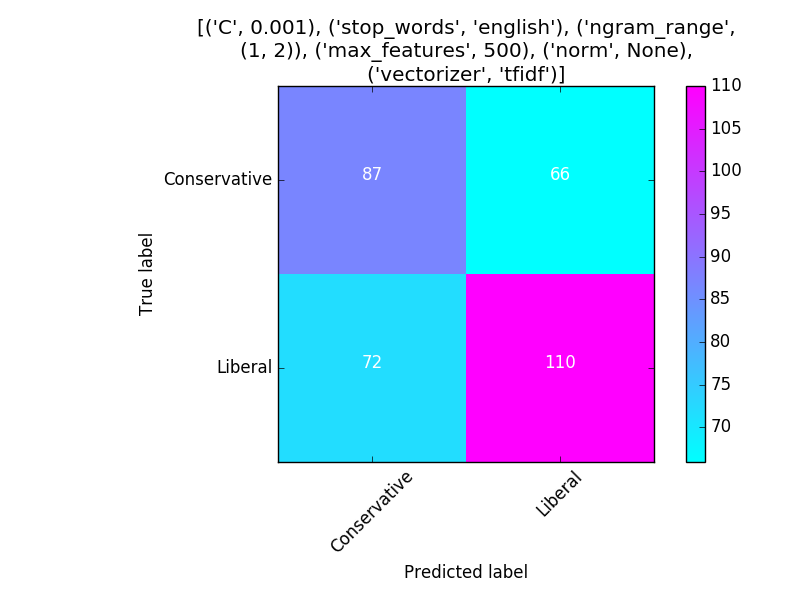 [('C', 0.001), ('stop_words', 'english'), ('ngram_range',
(1, 2)), ('max_features', 500), ('norm', None),
('vectorizer', 'tfidf')]
True label
Conservative
87
66
Liberal
72
110
Conservative
Liberal
Predicted label
110
105
100
95
90
85
80
75
70